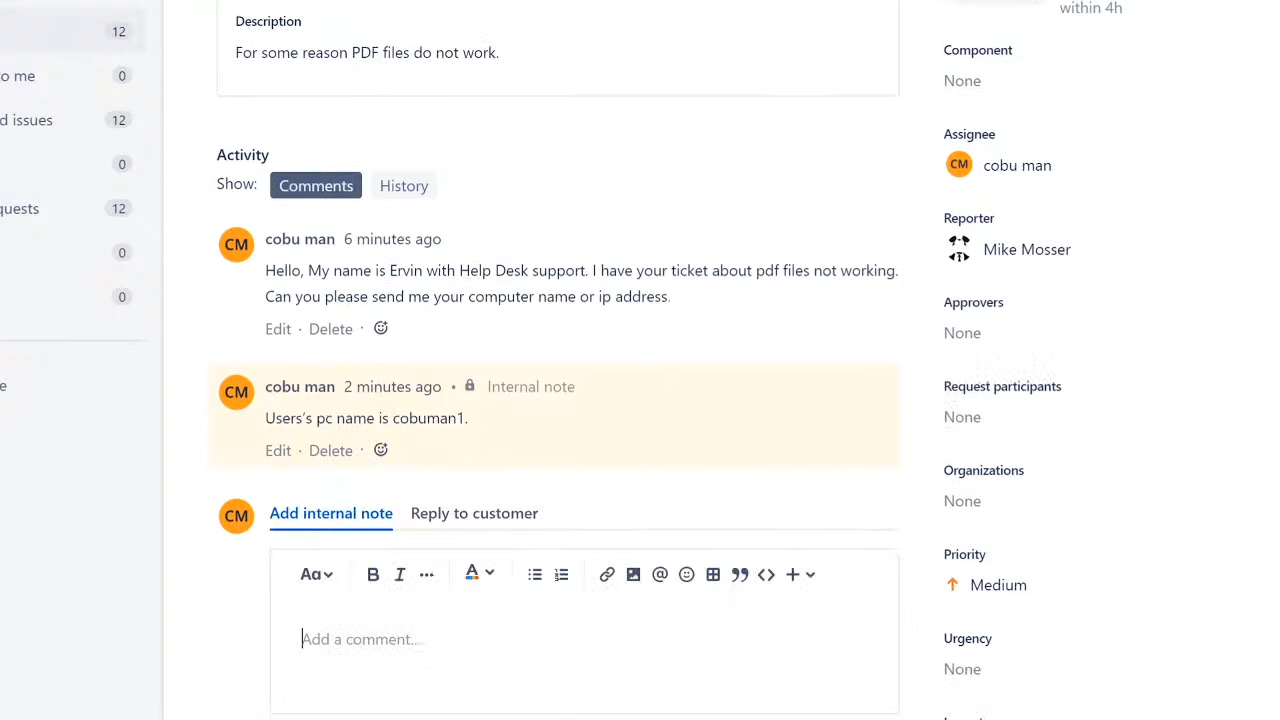 12
o me
0
d issues
12
0
quests
12
0
0
e
Description
For some reason PDF files do not work.
Activity
Show:
Comments
History
CM
cobu man 6 minutes ago
Hello, My name is Ervin with Help Desk support. I have your ticket about pdf files not working.
Can you please send me your computer name or ip address.
Edit · Delete ·
CM
cobu man 2 minutes ago • Internal note
Users's pc name is cobuman1.
Edit · Delete ·
CM
Add internal note
Reply to customer
Aa
B I ••• A
@
Add a comment...
within 4h
Component
None
Assignee
CM cobu man
Reporter
Mike Mosser
Approvers
None
Request participants
None
Organizations
None
Priority
Medium
Urgency
None